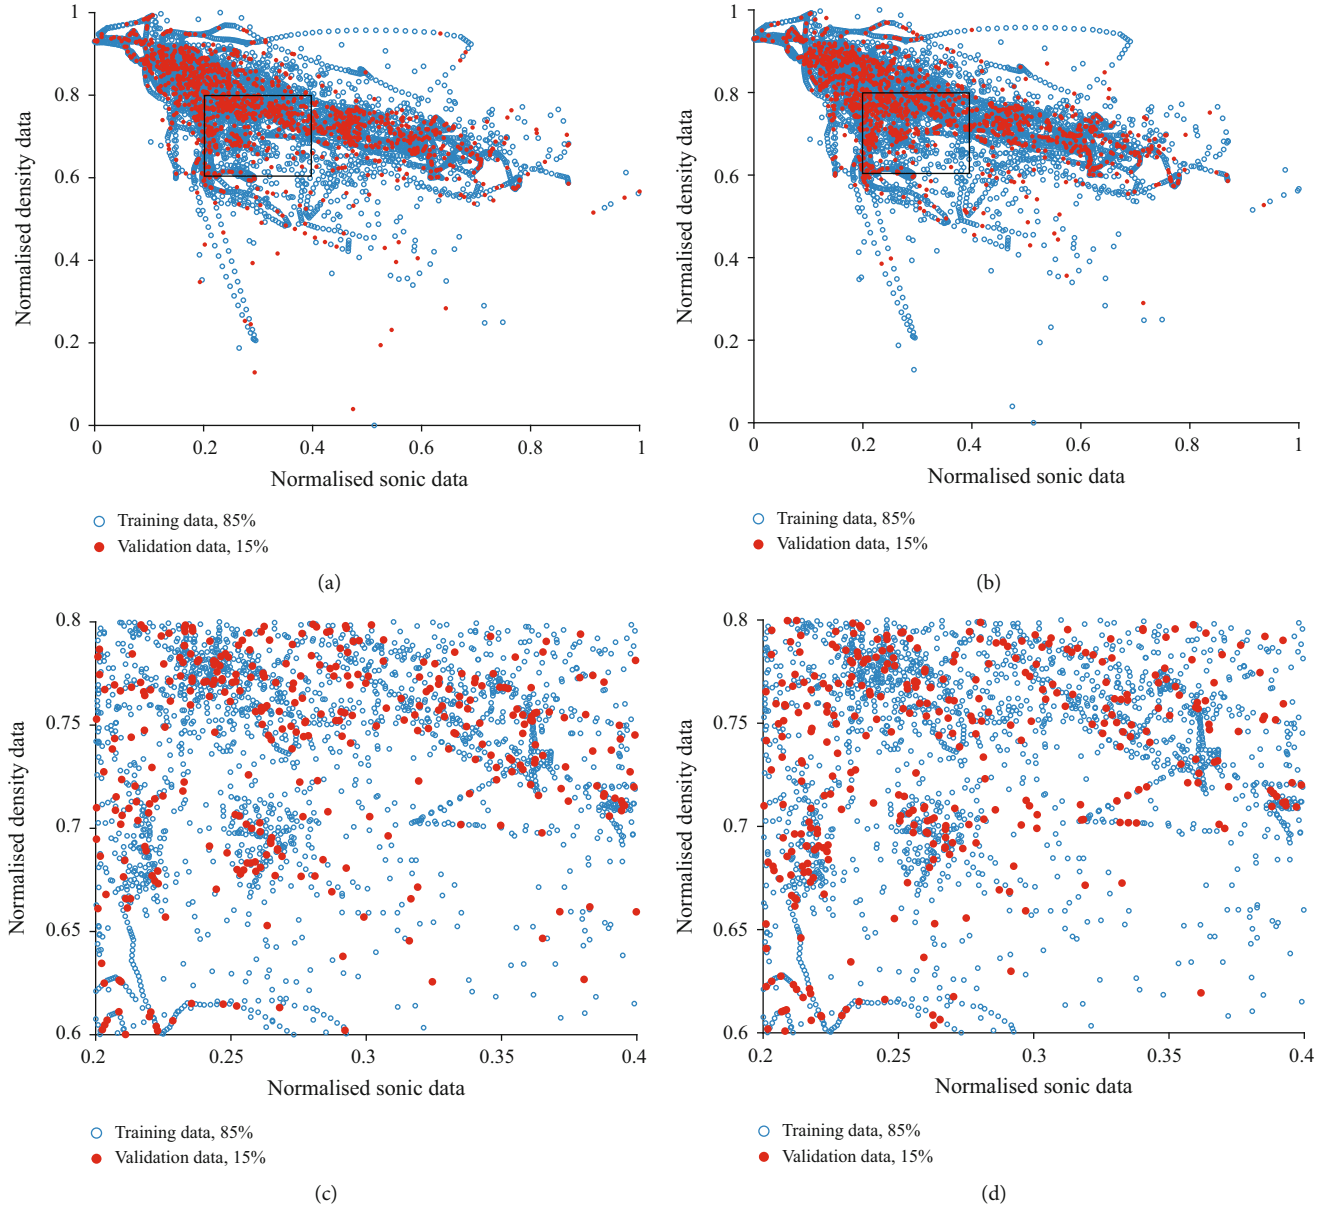 1
0.8
0.6
0.4
0.2
0
Normalised density data
0
0.2
0.4
0.6
0.8
1
Normalised sonic data
Training data, 85%
Validation data, 15%
(a)
1
0.8
0.6
0.4
0.2
0
Normalised density data
0
0.2
0.4
0.6
0.8
1
Normalised sonic data
Training data, 85%
Validation data, 15%
(b)
0.8
0.75
0.7
0.65
0.6
Normalised density data
0.2
0.25
0.3
0.35
0.4
Normalised sonic data
Training data, 85%
Validation data, 15%
(c)
0.8
0.75
0.7
0.65
0.6
Normalised density data
0.2
0.25
0.3
0.35
0.4
Normalised sonic data
Training data, 85%
Validation data, 15%
(d)